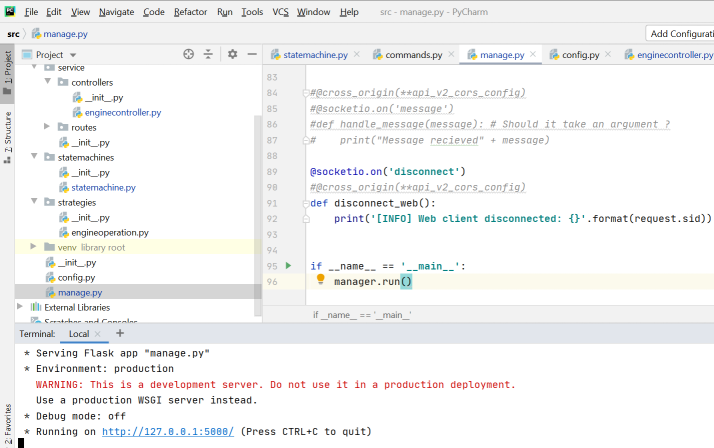 PC File Edit View Navigate Code Refactor Run Tools VCS Window Help src - manage.py - PyCharm
src manage.py Add Configurati
1: Project
7: Structure
2: Favorites
Project
service
controllers
__init__.py
enginecontroller.py
routes
__init__.py
statemachines
__init__.py
statemachine.py
strategies
__init__.py
engineoperation.py
venv library root
__init__.py
config.py
manage.py
External Libraries
Scratches and Consoles
statemachine.py commands.py manage.py config.py enginecontroller.py
83
84 #@cross_origin(**api_v2_cors_config)
85 #@socketio.on('message')
86 #def handle_message(message): # Should it take an argument ?
87 #    print("Message recieved" + message)
88
89 @socketio.on('disconnect')
90 #@cross_origin(**api_v2_cors_config)
91 def disconnect_web():
92     print('[INFO] Web client disconnected: {}'.format(request.sid))
93
94
95 if __name__ == '__main__':
96     manager.run()
if __name__ == '__main__'
Terminal: Local +
* Serving Flask app "manage.py"
* Environment: production
WARNING: This is a development server. Do not use it in a production deployment.
Use a production WSGI server instead.
* Debug mode: off
* Running on http://127.0.0.1:5000/ (Press CTRL+C to quit)